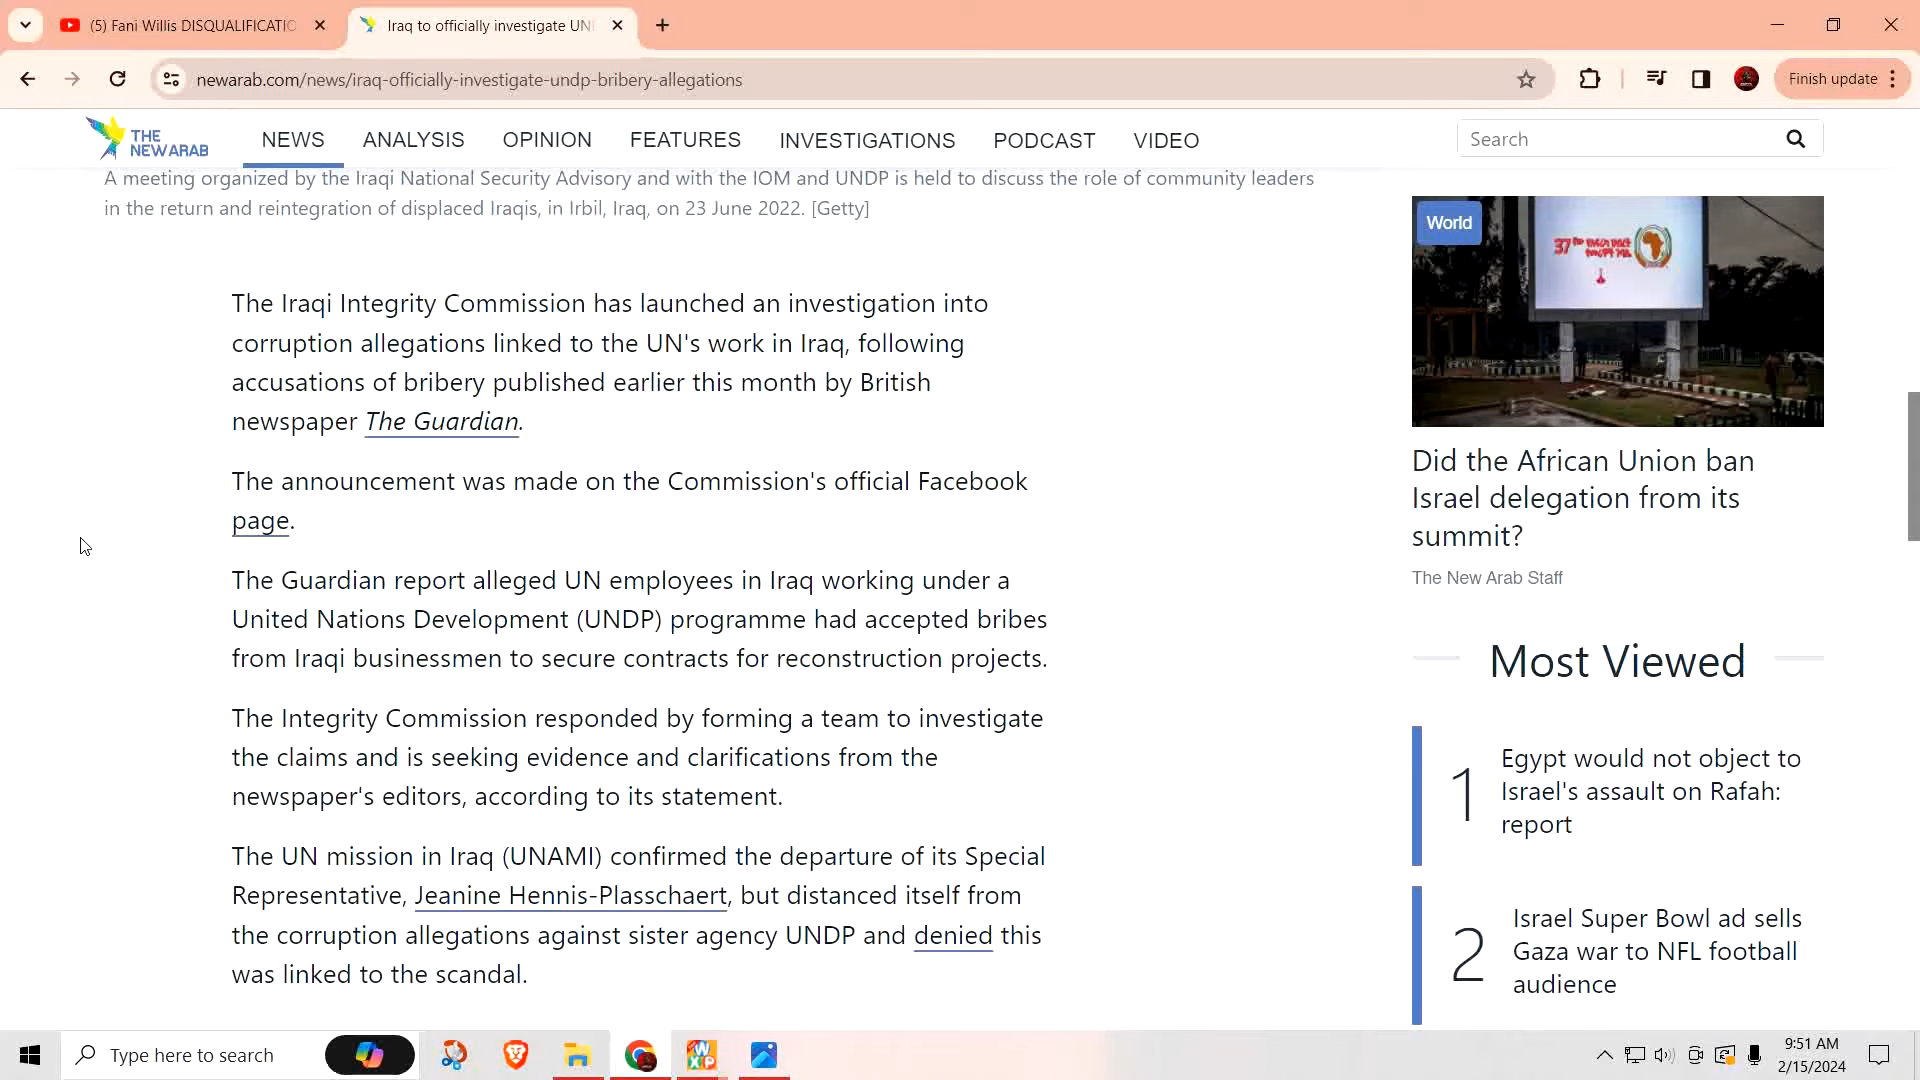 (5) Fani Willis DISQUALIFICATIO
Iraq to officially investigate UN
newarab.com/news/iraq-officially-investigate-undp-bribery-allegations
Finish update
THE NEW ARAB
NEWS
ANALYSIS
OPINION
FEATURES
INVESTIGATIONS
PODCAST
VIDEO
Search
A meeting organized by the Iraqi National Security Advisory and with the IOM and UNDP is held to discuss the role of community leaders
in the return and reintegration of displaced Iraqis, in Irbil, Iraq, on 23 June 2022. [Getty]
The Iraqi Integrity Commission has launched an investigation into
corruption allegations linked to the UN's work in Iraq, following
accusations of bribery published earlier this month by British
newspaper The Guardian.
The announcement was made on the Commission's official Facebook
page.
The Guardian report alleged UN employees in Iraq working under a
United Nations Development (UNDP) programme had accepted bribes
from Iraqi businessmen to secure contracts for reconstruction projects.
The Integrity Commission responded by forming a team to investigate
the claims and is seeking evidence and clarifications from the
newspaper's editors, according to its statement.
The UN mission in Iraq (UNAMI) confirmed the departure of its Special
Representative, Jeanine Hennis-Plasschaert, but distanced itself from
the corruption allegations against sister agency UNDP and denied this
was linked to the scandal.
World
37
Did the African Union ban
Israel delegation from its
summit?
The New Arab Staff
Most Viewed
1
Egypt would not object to
Israel's assault on Rafah:
report
2
Israel Super Bowl ad sells
Gaza war to NFL football
audience
Type here to search
9:51 AM
2/15/2024